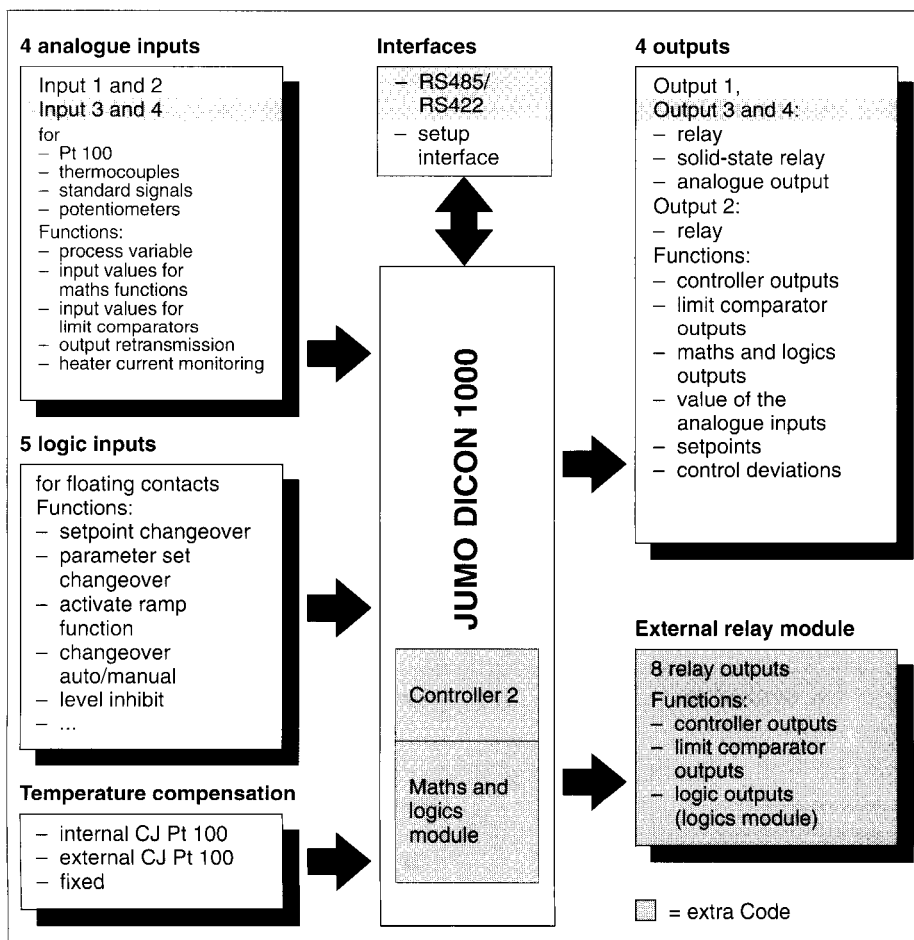 4 analogue inputs
Input 1 and 2
Input 3 and 4
for
– Pt 100
– thermocouples
– standard signals
– potentiometers
Functions:
– process variable
– input values for
maths functions
– input values for
limit comparators
– output retransmission
– heater current monitoring
5 logic inputs
for floating contacts
Functions:
– setpoint changeover
– parameter set
changeover
– activate ramp
function
– changeover
auto/manual
– level inhibit
– ...
Temperature compensation
– internal CJ Pt 100
– external CJ Pt 100
– fixed
Interfaces
– RS485/
RS422
– setup
interface
JUMO DICON 1000
Controller 2
Maths and
logics
module
4 outputs
Output 1,
Output 3 and 4:
– relay
– solid-state relay
– analogue output
Output 2:
– relay
Functions:
– controller outputs
– limit comparator
outputs
– maths and logics
outputs
– value of the
analogue inputs
– setpoints
– control deviations
External relay module
8 relay outputs
Functions:
– controller outputs
– limit comparator
outputs
– logic outputs
(logics module)
= extra Code